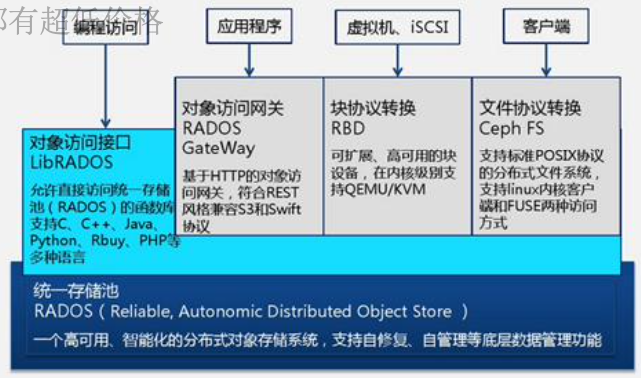 都有超低价格
编程访问
应用程序
虚拟机、iSCSI
客户端
对象访问接口
LibRADOS
允许直接访问统一存储
池（RADOS）的函数库
支持C、C++、Java、
Python、Rbuy、PHP等
多种语言
对象访问网关
RADOS
GateWay
基于HTTP的对象访
问网关，符合REST
风格兼容S3和Swift
协议
块协议转换
RBD
可扩展、高可用的块
设备，在内核级别支
持QEMU/KVM
文件协议转换
Ceph FS
支持标准POSIX协议
的分布式文件系统，
支持linux内核客户
端和FUSE两种访问
方式
统一存储池
RADOS（Reliable, Autonomic Distributed Object Store ）
一个高可用、智能化的分布式对象存储系统，支持自修复、自管理等底层数据管理功能